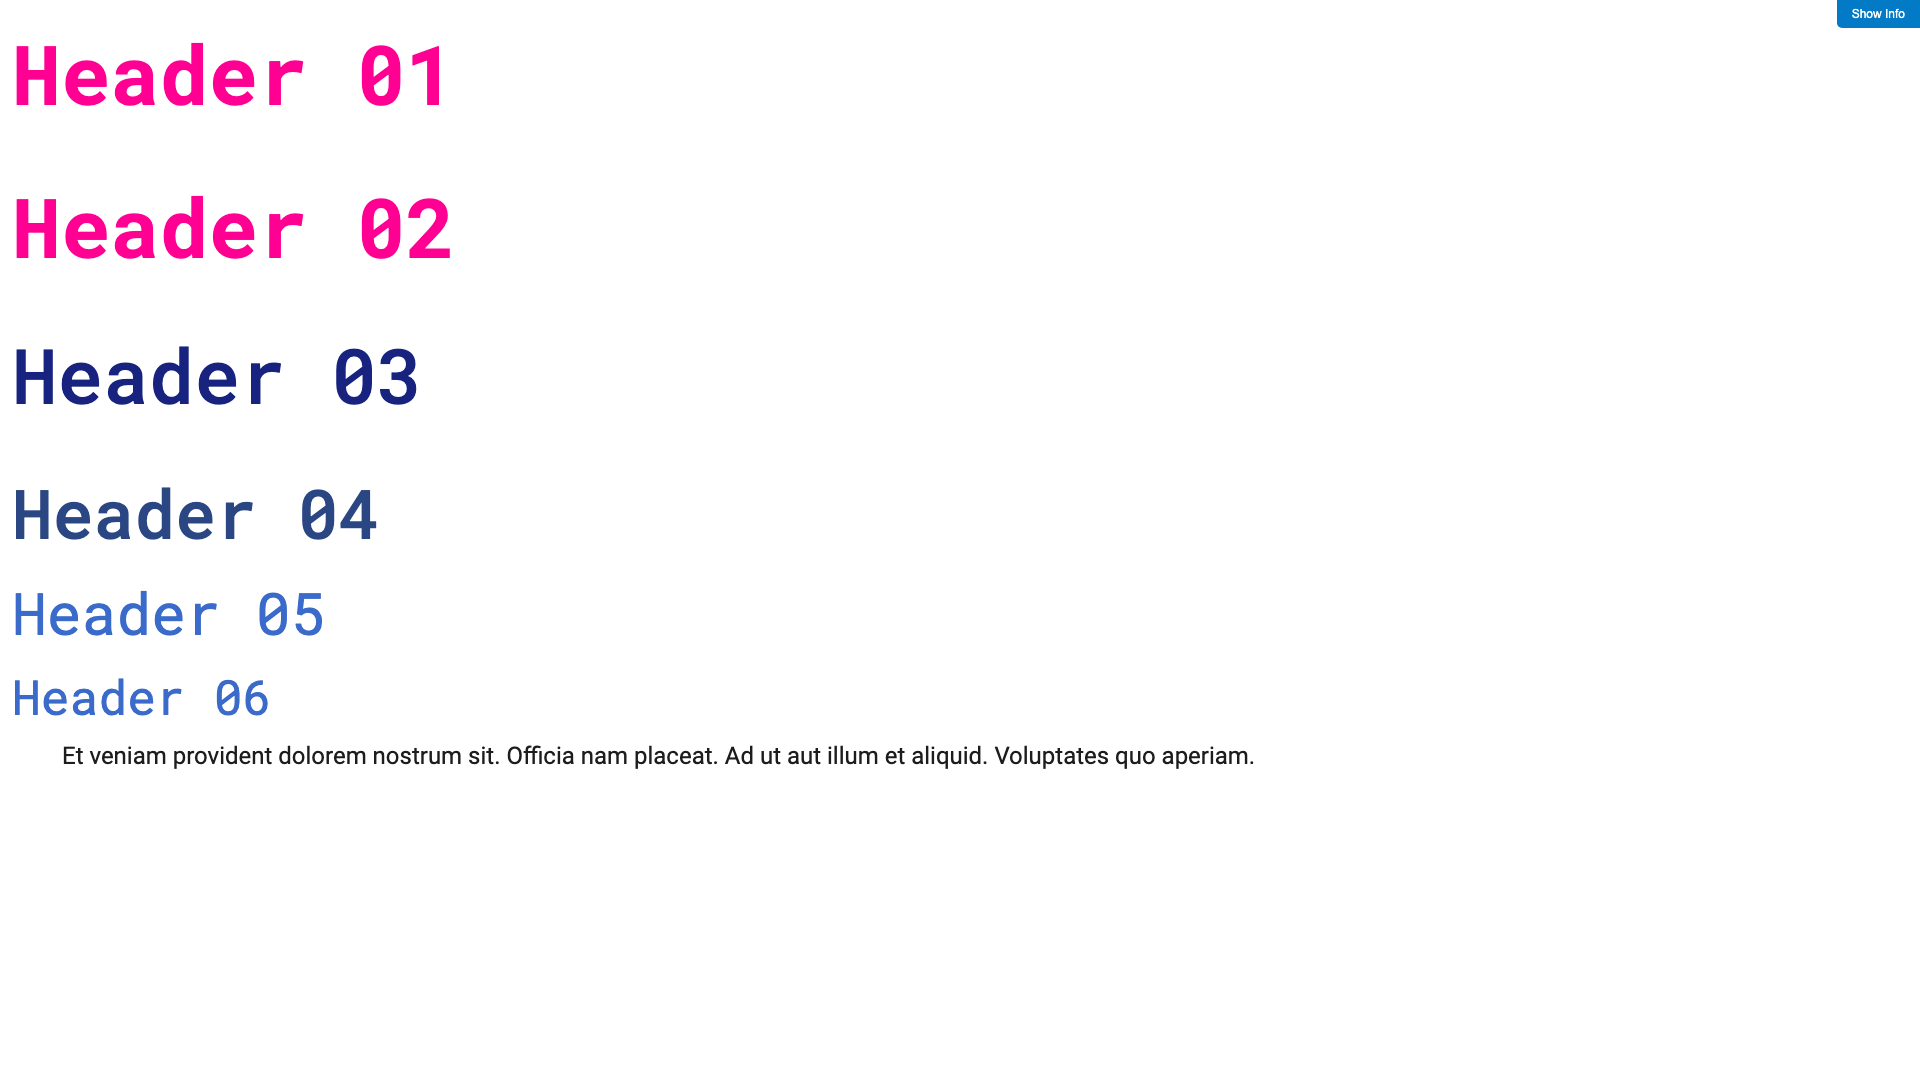 Show Info
Header 01
Header 02
Header 03
Header 04
Header 05
Header 06
Et veniam provident dolorem nostrum sit. Officia nam placeat. Ad ut aut illum et aliquid. Voluptates quo aperiam.